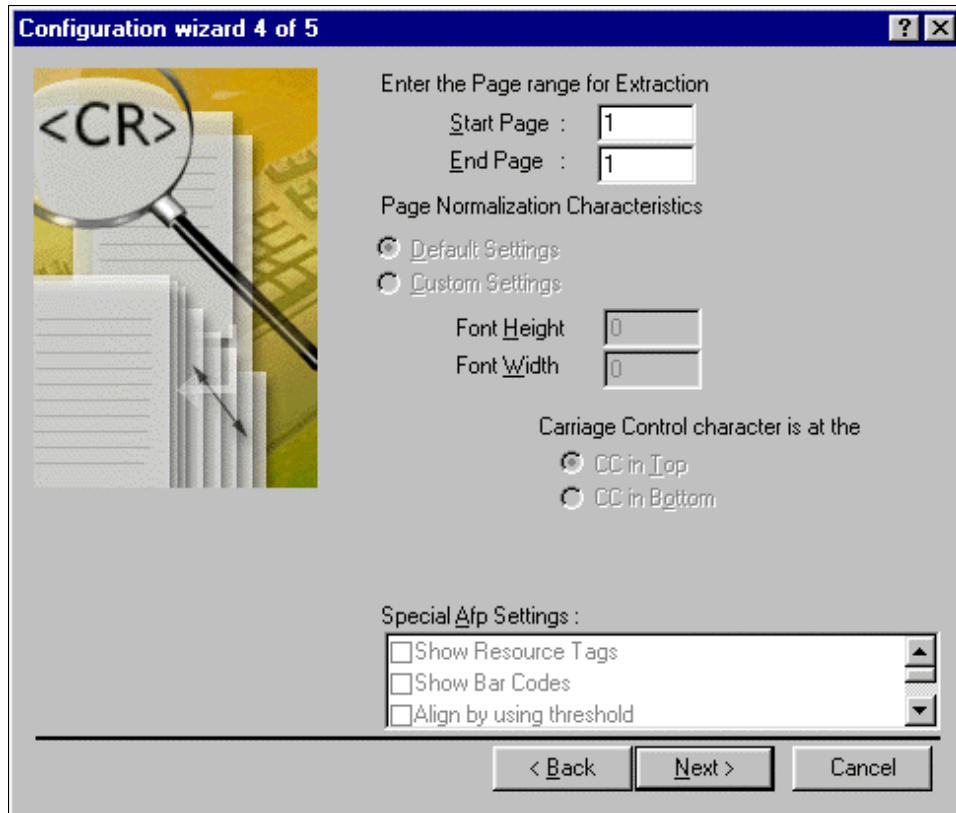 Configuration wizard 4 of 5
<CR>
Enter the Page range for Extraction
Start Page : 1
End Page : 1
Page Normalization Characteristics
Default Settings
Custom Settings
Font Height 0
Font Width 0
Carriage Control character is at the
CC in Top
CC in Bottom
Special Afp Settings :
Show Resource Tags
Show Bar Codes
Align by using threshold
< Back Next > Cancel